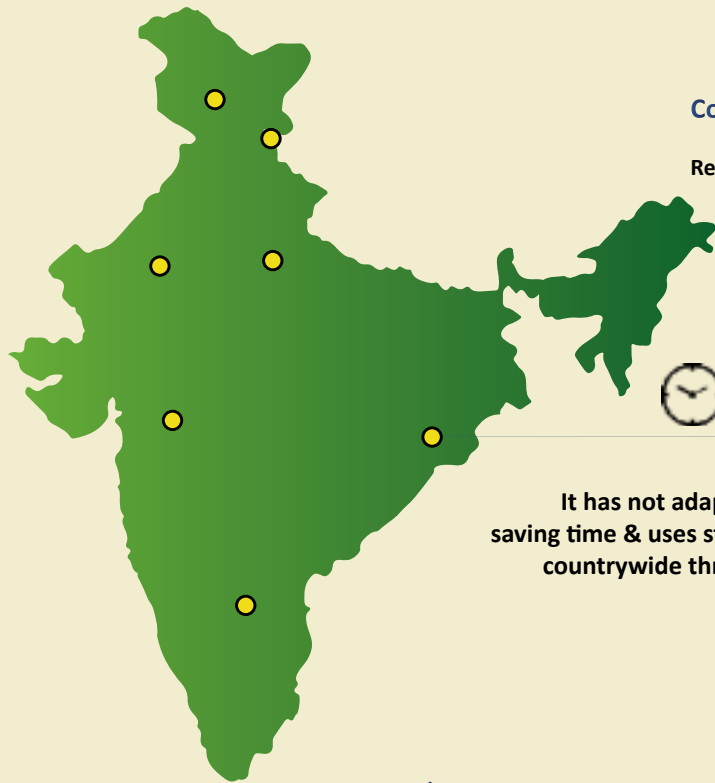 Co
Re
It has not adap
saving time & uses st
countrywide thr